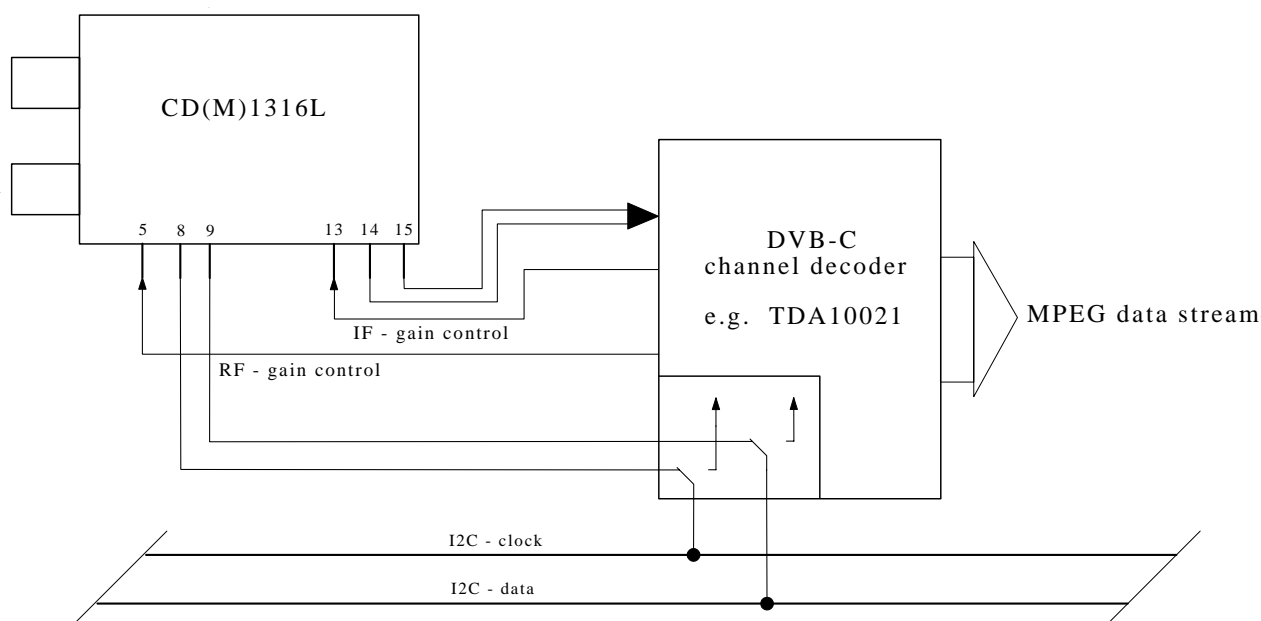 CD(M)1316L
5 8 9 13 14 15
DVB-C
channel decoder
e.g. TDA10021
MPEG data stream
IF - gain control
RF - gain control
I2C - clock
I2C - data